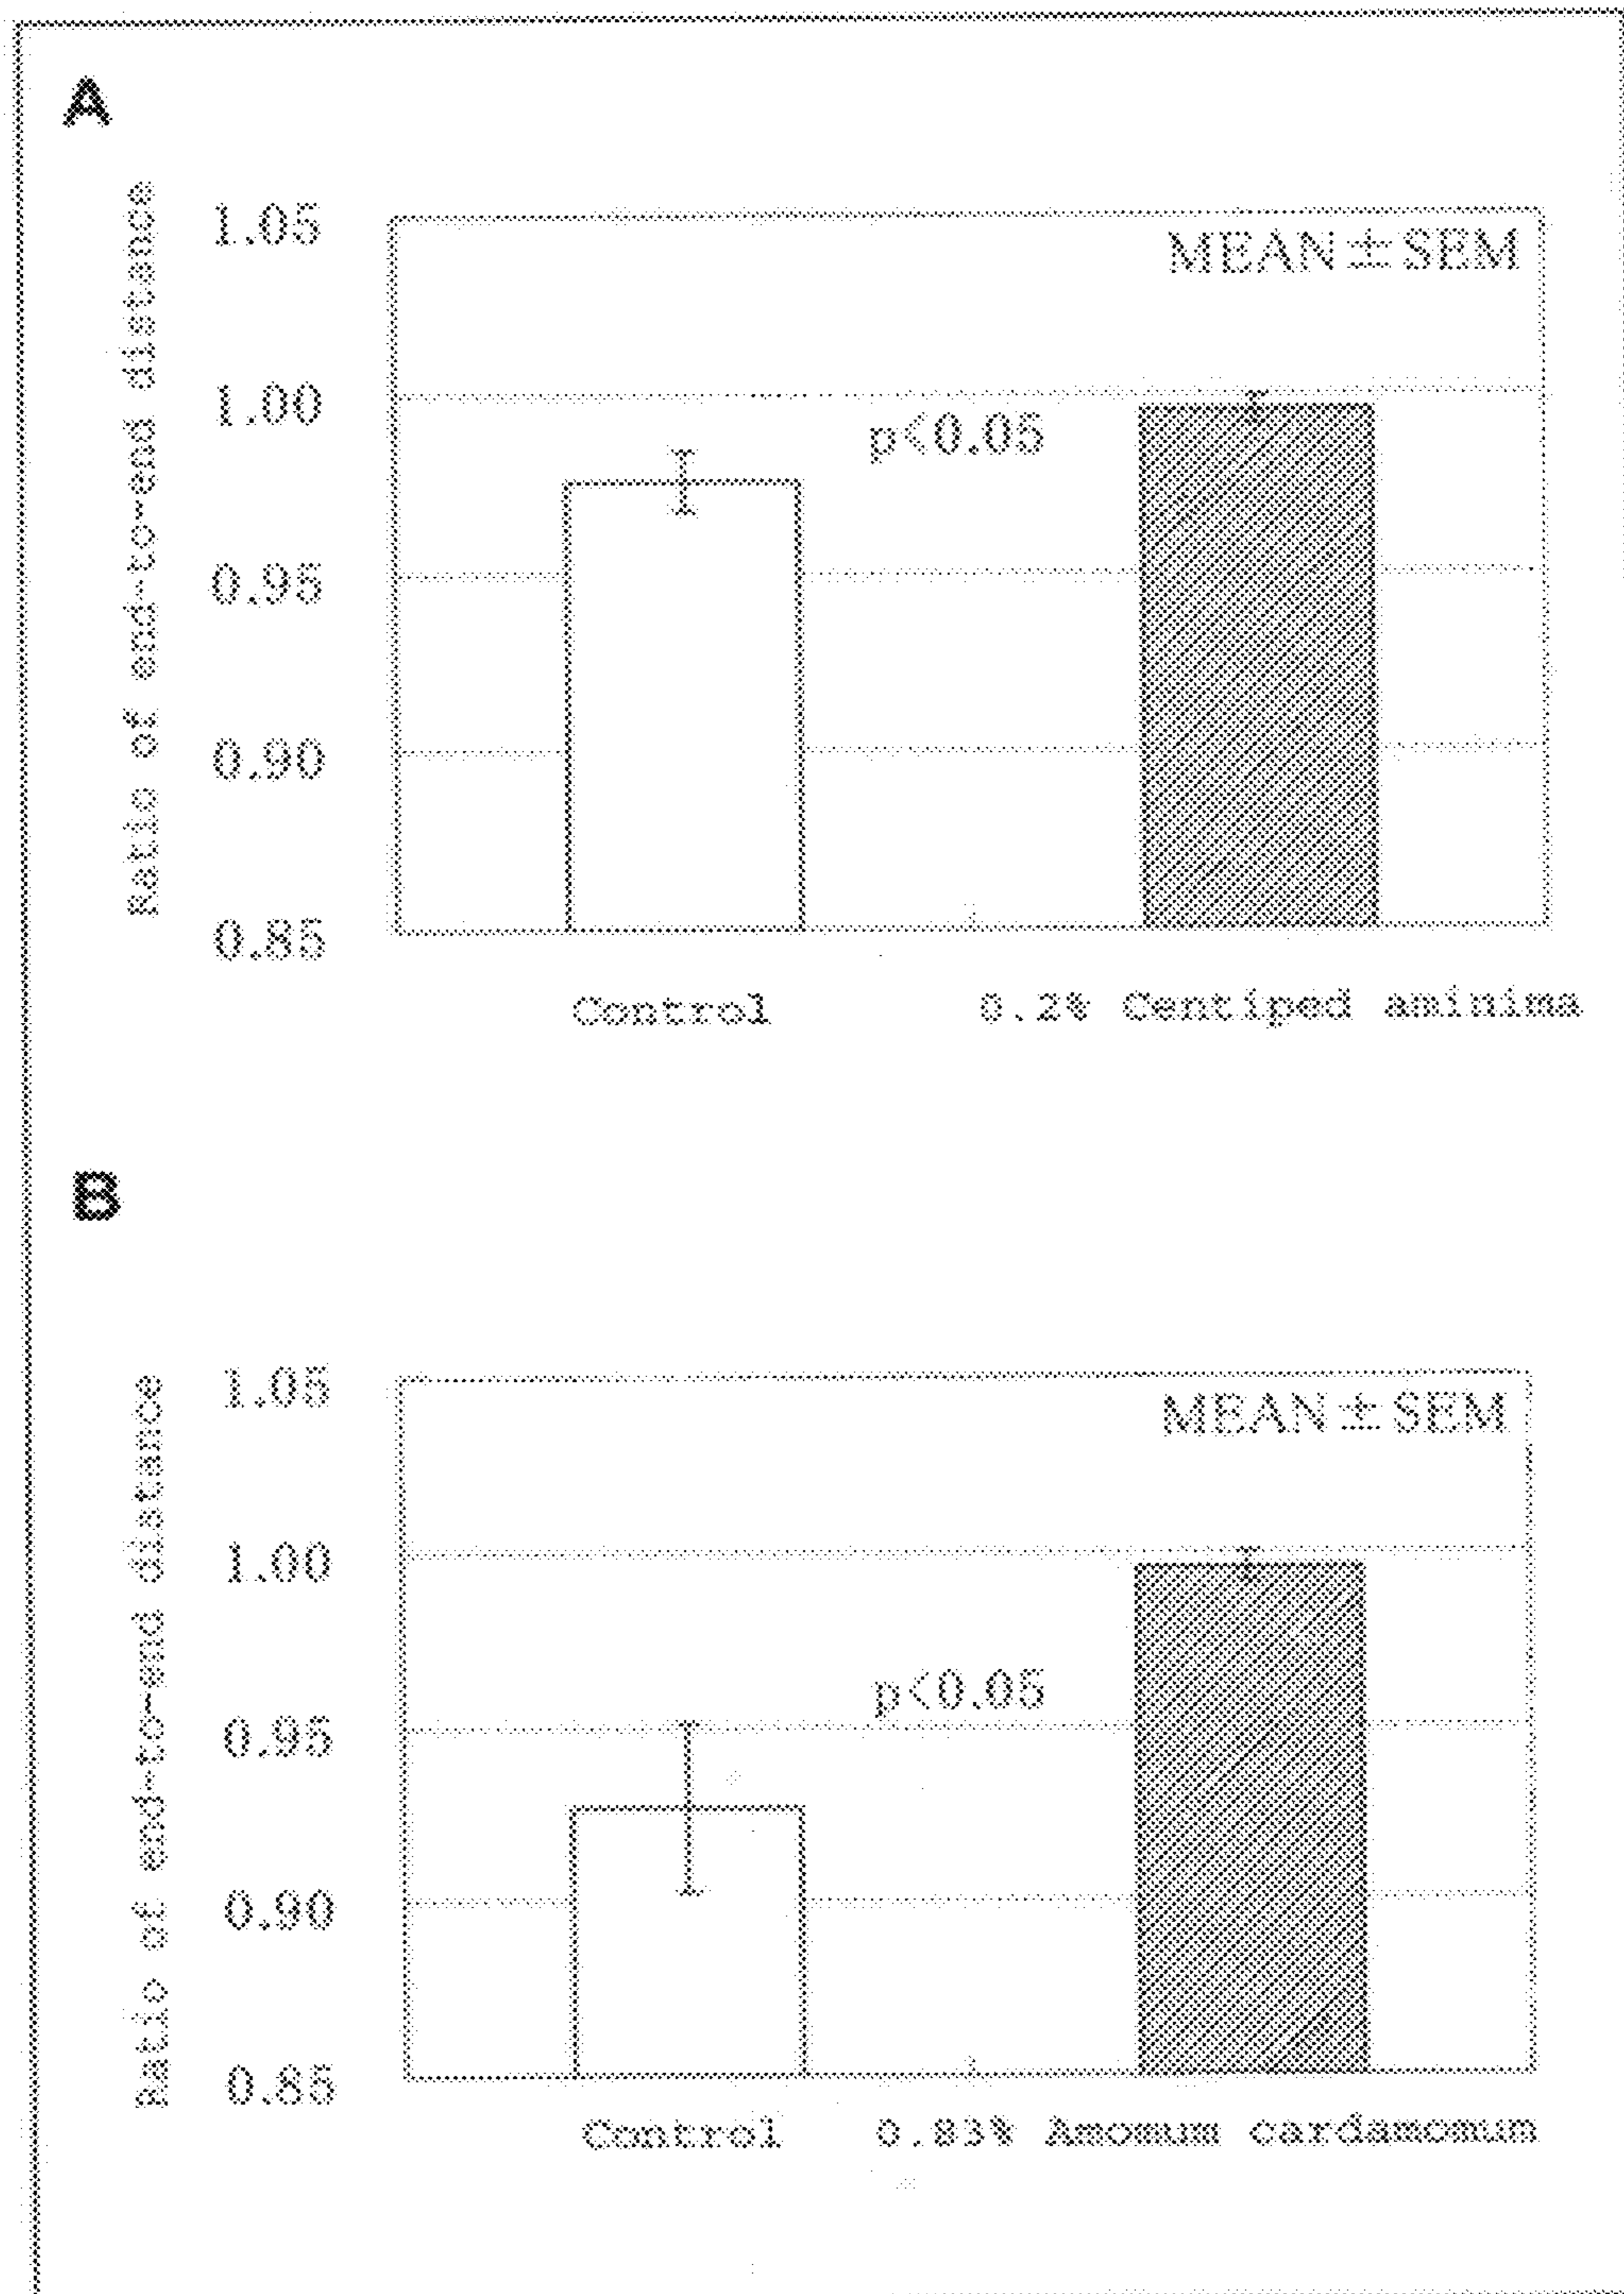 A
Ratio of end-to-end distance
1.05
1.00
0.95
0.90
0.85
MEAN±SEM
p<0.05
Control
0.2% Centiped aminima
B
Ratio of end-to-end distance
1.05
1.00
0.95
0.90
0.85
MEAN±SEM
p<0.05
Control
0.83% Amomum cardamomum